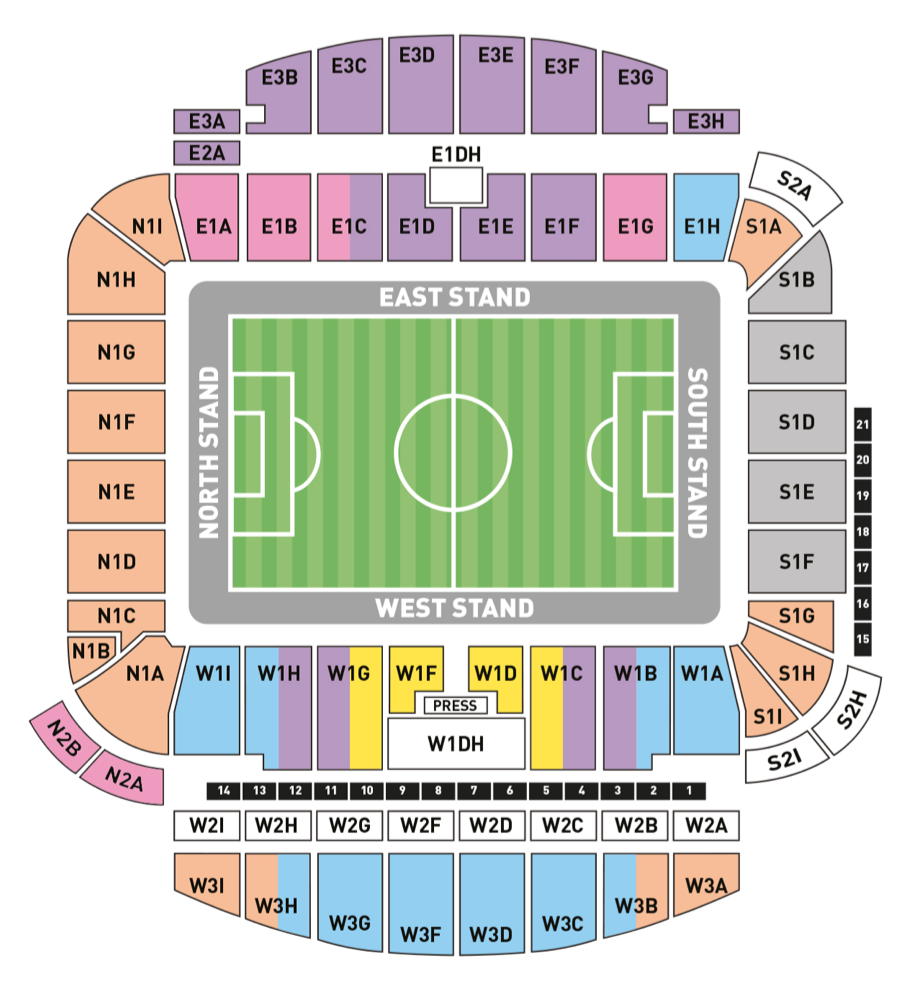 E3B
E3C
E3D
E3E
E3F
E3G
E3A
E3H
E2A
E1DH
S2A
N1I
E1A
E1B
E1C
E1D
E1E
E1F
E1G
E1H
S1A
N1H
EAST STAND
S1B
N1G
S1C
N1F
S1D
21
20
N1E
S1E
19
NORTH STAND
SOUTH STAND
18
N1D
S1F
17
16
N1C
WEST STAND
S1G
15
N1B
N1A
W1I
W1H
W1G
W1F
W1D
W1C
W1B
W1A
S1H
PRESS
S2H
S1I
N2B
W1DH
S2I
N2A
14 13 12 11 10 9 8 7 6 5 4 3 2 1
W2I
W2H
W2G
W2F
W2D
W2C
W2B
W2A
W3I
W3H
W3G
W3F
W3D
W3C
W3B
W3A